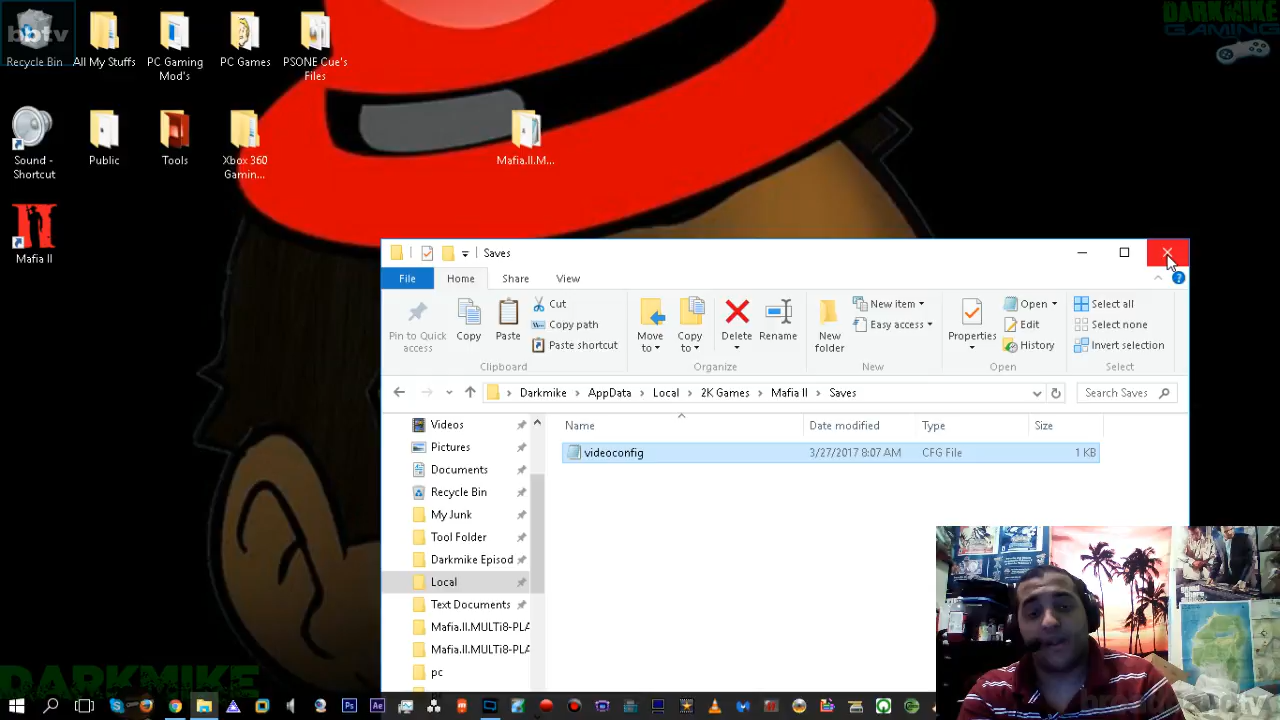 bbtv
DARKMIKE
GAMING
Recycle Bin
All My Stuffs
PC Gaming
Mod's
PC Games
PSONE Cue's
Files
Sound -
Shortcut
Public
Tools
Xbox 360
Gamin...
Mafia.II.M...
Mafia II
Saves
File
Home
Share
View
Pin to Quick
access
Copy
Paste
Cut
Copy path
Paste shortcut
Clipboard
Move
to
Copy
to
Delete
Rename
Organize
New
folder
New item
Easy access
New
Properties
Open
Edit
History
Open
Select all
Select none
Invert selection
Select
Darkmike > AppData > Local > 2K Games > Mafia II > Saves
Search Saves
Name
Date modified
Type
Size
videoconfig
3/27/2017 8:07 AM
CFG File
1 KB
Videos
Pictures
Documents
Recycle Bin
My Junk
Tool Folder
Darkmike Episod
Local
Text Documents
Mafia.II.MULTi8-PLA
Mafia.II.MULTi8-PLA
pc
DARKMIKE